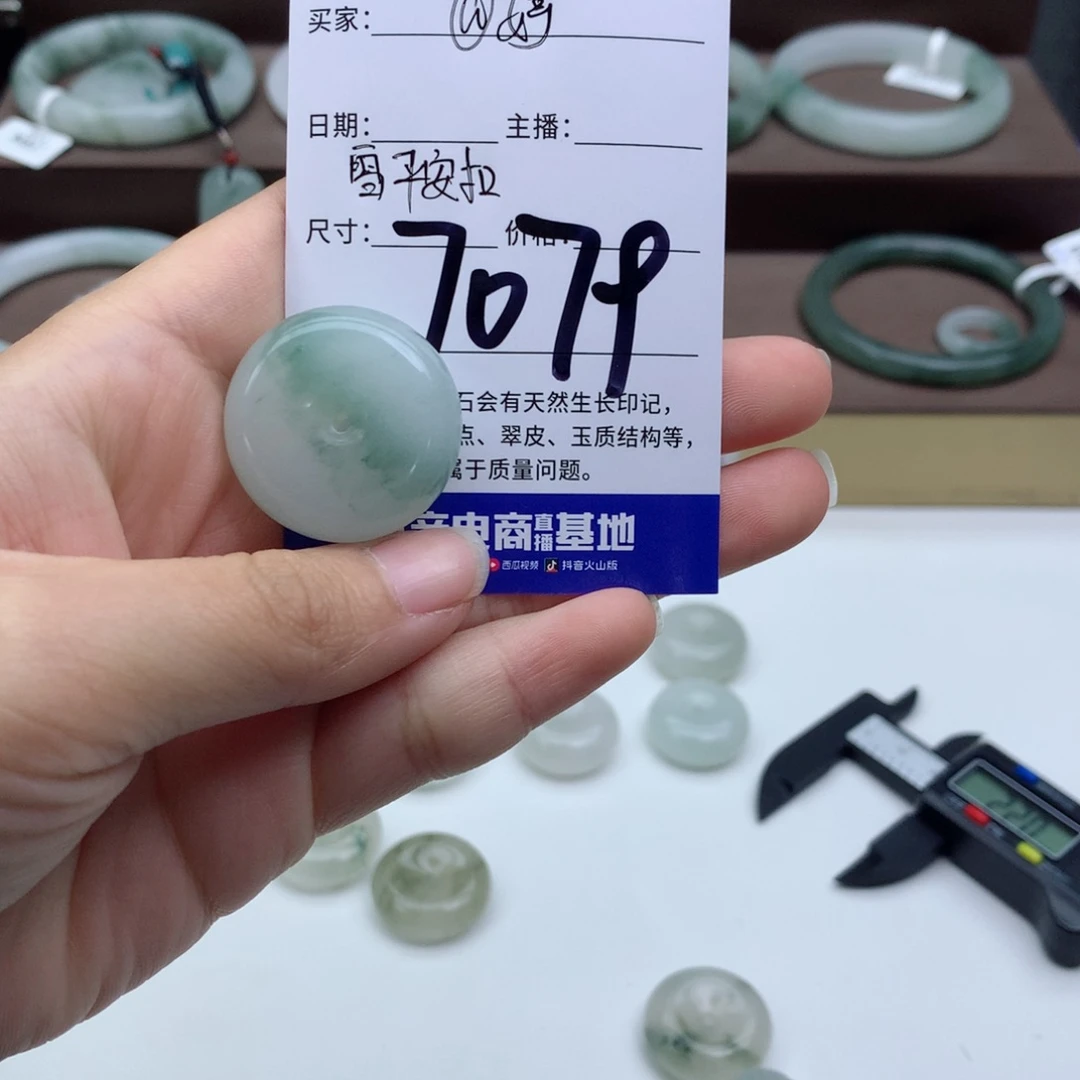 买家：
日期： 主播：
雪平安扣
尺寸： 价格：
7079
石会有天然生长印记，
点、翠皮、玉质结构等，
属于质量问题。
电商直播基地
西瓜视频 抖音火山版